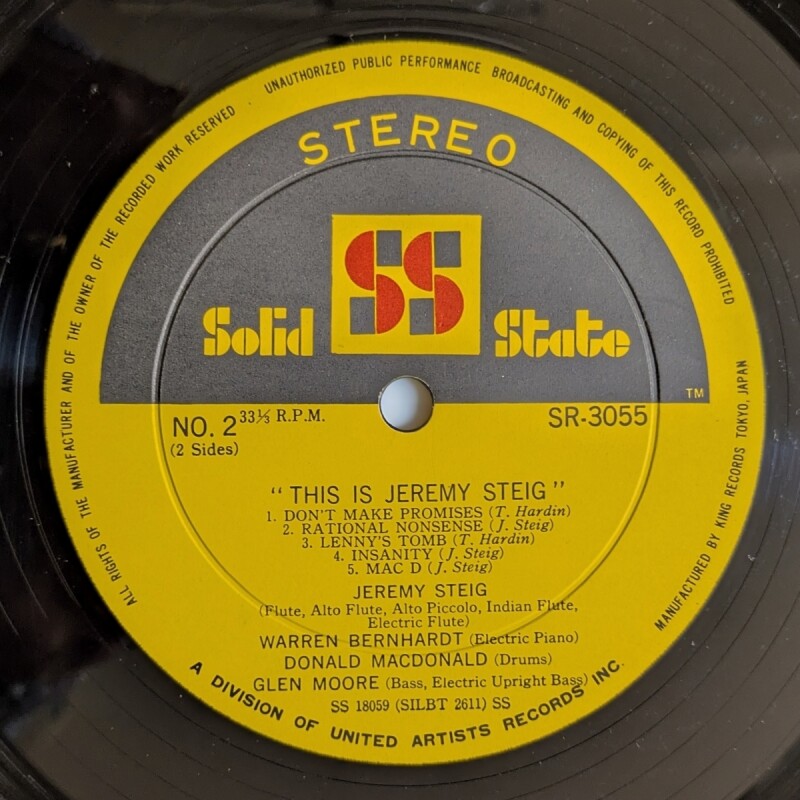 ALL RIGHTS OF THE MANUFACTURER AND OF THE OWNER OF THE RECORDED WORK RESERVED UNAUTHORIZED PUBLIC PERFORMANCE BROADCASTING AND COPYING OF THIS RECORD PROHIBITED
STEREO
SS
Solid State
TM
NO. 2 33⅓ R.P.M. SR-3055
(2 Sides)
"THIS IS JEREMY STEIG"
1. DON'T MAKE PROMISES (T. Hardin)
2. RATIONAL NONSENSE (J. Steig)
3. LENNY'S TOMB (T. Hardin)
4. INSANITY (J. Steig)
5. MAC D (J. Steig)
JEREMY STEIG
(Flute, Alto Flute, Alto Piccolo, Indian Flute,
Electric Flute)
WARREN BERNHARDT (Electric Piano)
DONALD MACDONALD (Drums)
GLEN MOORE (Bass, Electric Upright Bass)
SS 18059 (SILBT 2611) SS
A DIVISION OF UNITED ARTISTS RECORDS INC.
MANUFACTURED BY KING RECORDS TOKYO, JAPAN